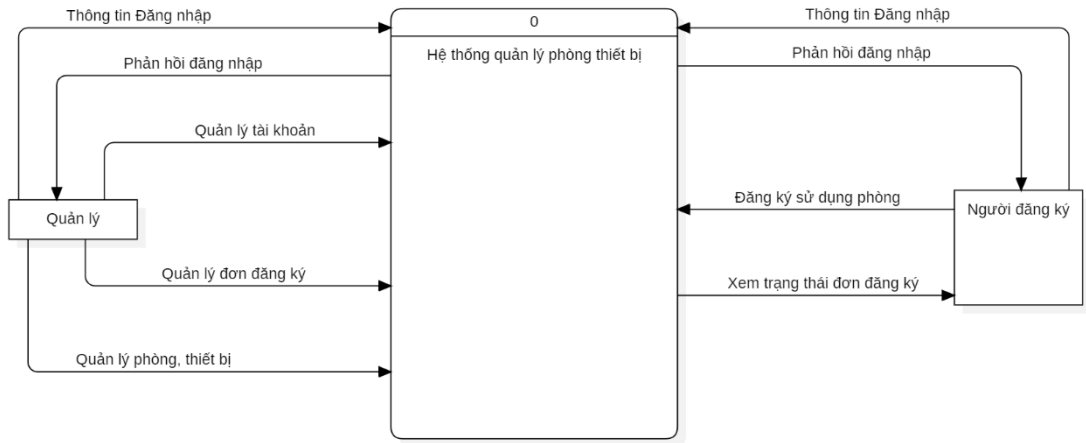 Thông tin Đăng nhập
0
Thông tin Đăng nhập
Hệ thống quản lý phòng thiết bị
Phản hồi đăng nhập
Phản hồi đăng nhập
Quản lý tài khoản
Quản lý
Đăng ký sử dụng phòng
Người đăng ký
Quản lý đơn đăng ký
Xem trạng thái đơn đăng ký
Quản lý phòng, thiết bị